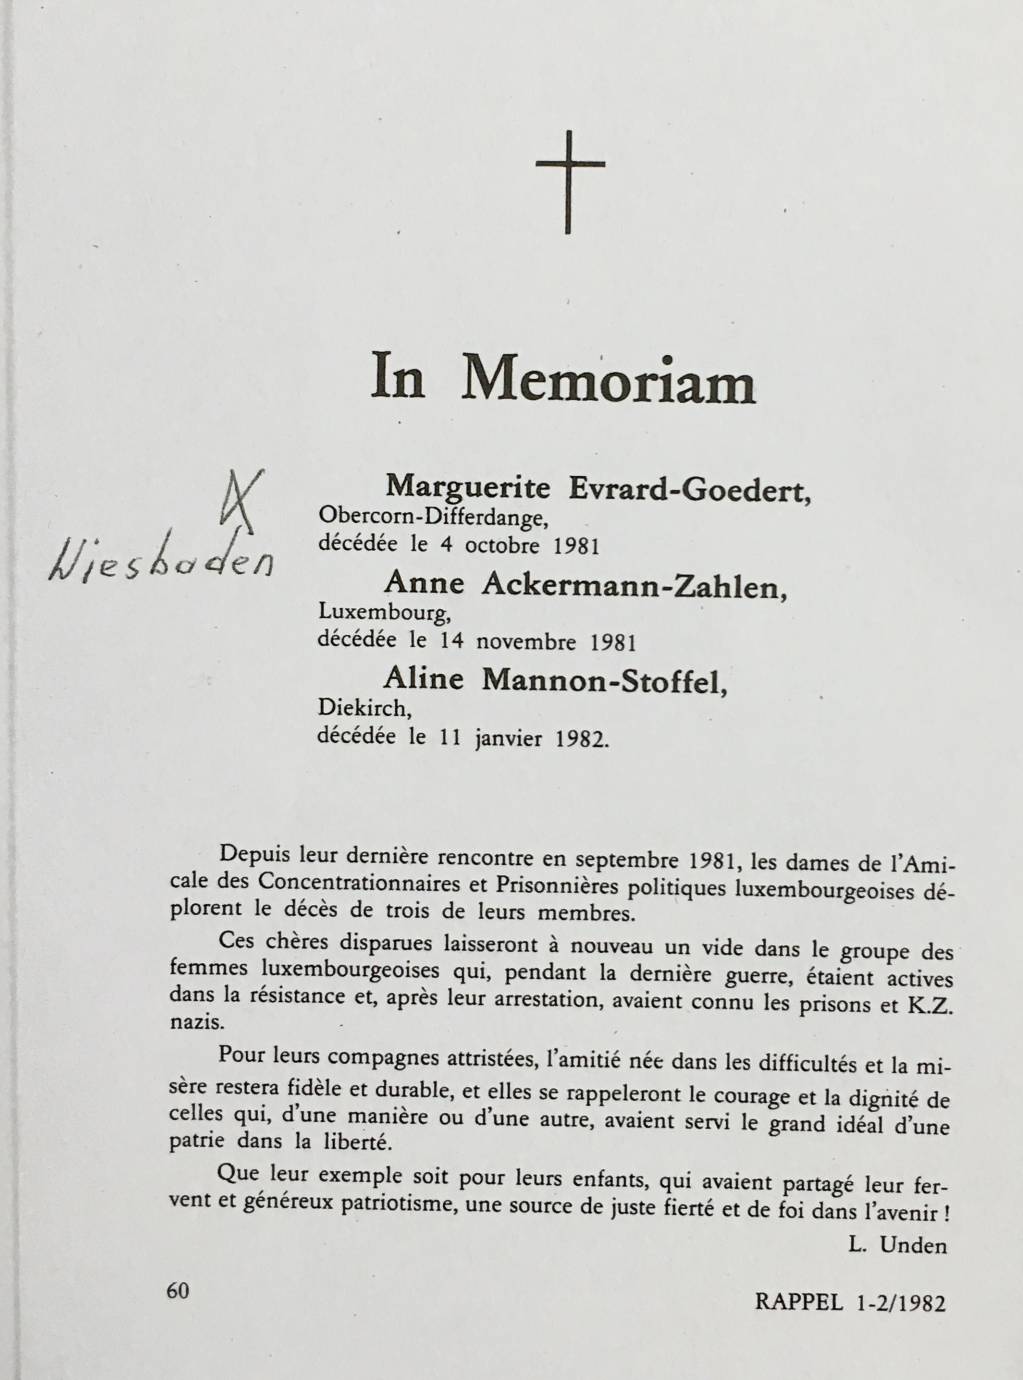 In Memoriam
Marguerite Evrard-Goedert,
Obercorn-Differdange,
décédée le 4 octobre 1981
Wiesbaden
Anne Ackermann-Zahlen,
Luxembourg,
décédée le 14 novembre 1981
Aline Mannon-Stoffel,
Diekirch,
décédée le 11 janvier 1982.
Depuis leur dernière rencontre en septembre 1981, les dames de l'Ami-
cale des Concentrationnaires et Prisonnières politiques luxembourgeoises dé-
plorent le décès de trois de leurs membres.
Ces chères disparues laisseront à nouveau un vide dans le groupe des
femmes luxembourgeoises qui, pendant la dernière guerre, étaient actives
dans la résistance et, après leur arrestation, avaient connu les prisons et K.Z.
nazis.
Pour leurs compagnes attristées, l'amitié née dans les difficultés et la mi-
sère restera fidèle et durable, et elles se rappeleront le courage et la dignité de
celles qui, d'une manière ou d'une autre, avaient servi le grand idéal d'une
patrie dans la liberté.
Que leur exemple soit pour leurs enfants, qui avaient partagé leur fer-
vent et généreux patriotisme, une source de juste fierté et de foi dans l'avenir !
L. Unden
60
RAPPEL 1-2/1982